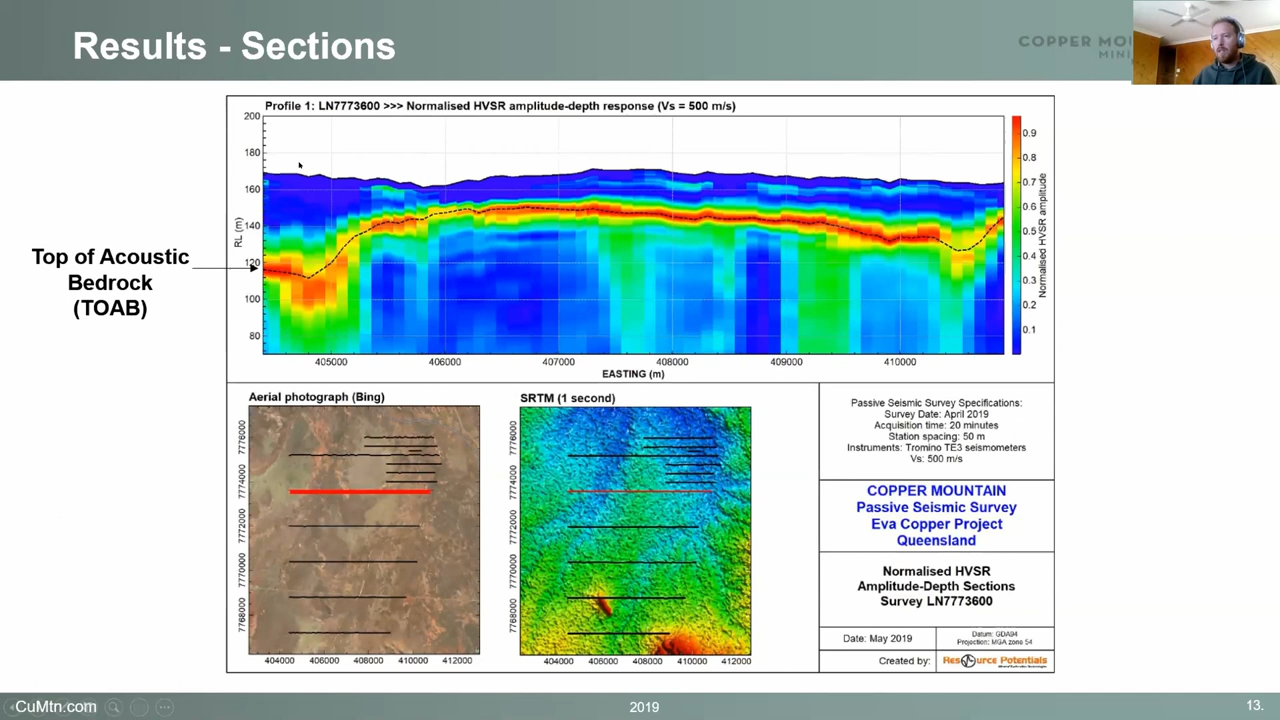 Results - Sections
COPPER MOU
MINI
Profile 1: LN7773600 >>> Normalised HVSR amplitude-depth response (Vs = 500 m/s)
200
180
160
140
120
100
80
RL (m)
405000 406000 407000 408000 409000 410000
EASTING (m)
0.9
0.8
0.7
0.6
0.5
0.4
0.3
0.2
0.1
Normalised HVSR amplitude
Top of Acoustic
Bedrock
(TOAB)
Aerial photograph (Bing)
7776000
7774000
7772000
7770000
7768000
404000 406000 408000 410000 412000
SRTM (1 second)
7776000
7774000
7772000
7770000
7768000
404000 406000 408000 410000 412000
Passive Seismic Survey Specifications:
Survey Date: April 2019
Acquisition time: 20 minutes
Station spacing: 50 m
Instruments: Tromino TE3 seismometers
Vs: 500 m/s
COPPER MOUNTAIN
Passive Seismic Survey
Eva Copper Project
Queensland
Normalised HVSR
Amplitude-Depth Sections
Survey LN7773600
Date: May 2019
Datum: GDA94
Projection: MGA zone 54
Created by:
Resource Potentials
CuMtn.com
2019
13.